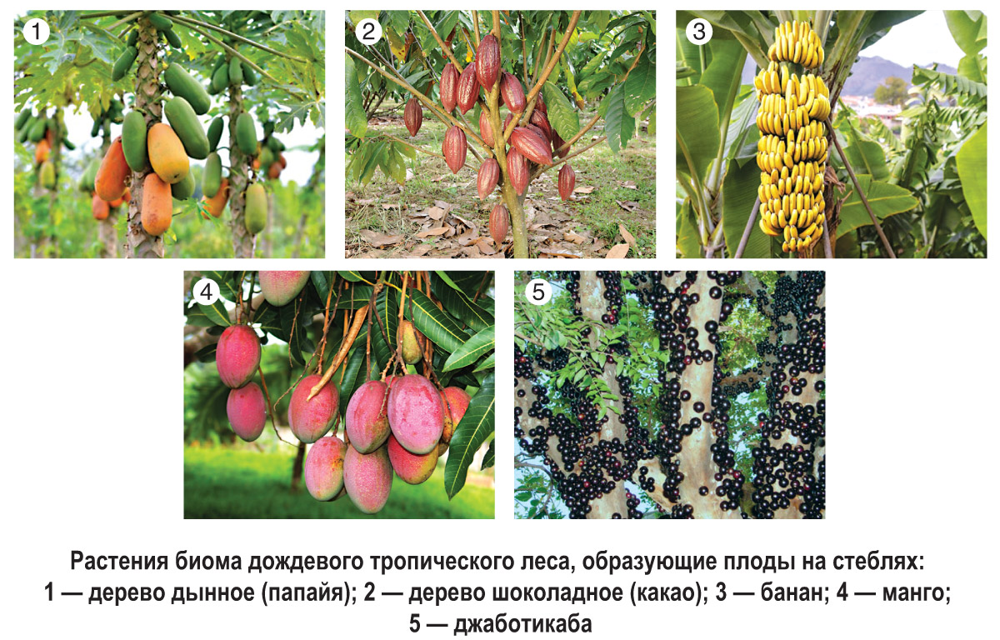 1
2
3
4
5
Растения биома дождевого тропического леса, образующие плоды на стеблях:
1 — дерево дынное (папайя); 2 — дерево шоколадное (какао); 3 — банан; 4 — манго;
5 — джаботикаба